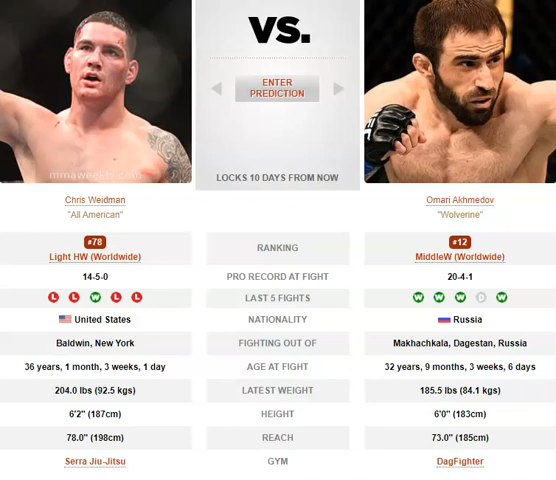 VS.
ENTER
PREDICTION
mmaweekly.com
LOCKS 10 DAYS FROM NOW
Chris Weidman
"All American"
Omari Akhmedov
"Wolverine"
#78
Light HW (Worldwide)
RANKING
#12
MiddleW (Worldwide)
14-5-0
PRO RECORD AT FIGHT
20-4-1
L L W L L
LAST 5 FIGHTS
W W W D W
United States
NATIONALITY
Russia
Baldwin, New York
FIGHTING OUT OF
Makhachkala, Dagestan, Russia
36 years, 1 month, 3 weeks, 1 day
AGE AT FIGHT
32 years, 9 months, 3 weeks, 6 days
204.0 lbs (92.5 kgs)
LATEST WEIGHT
185.5 lbs (84.1 kgs)
6'2" (187cm)
HEIGHT
6'0" (183cm)
78.0" (198cm)
REACH
73.0" (185cm)
Serra Jiu-Jitsu
GYM
DagFighter